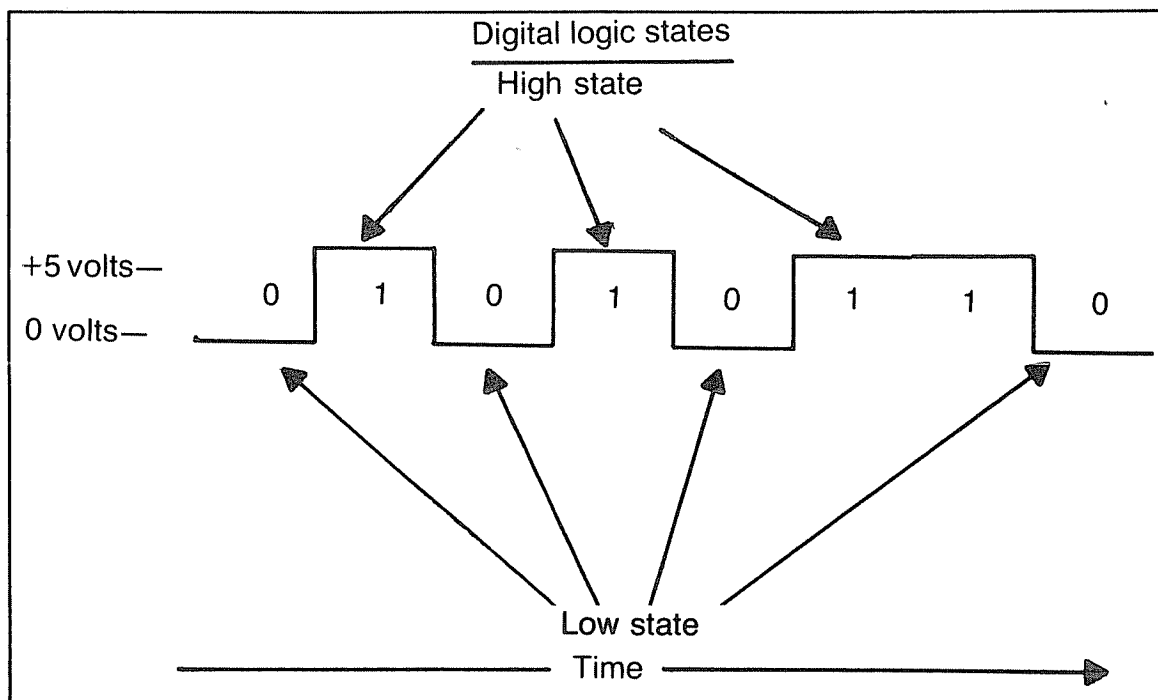 Digital logic states
High state
+5 volts—
0 1 0 1 0 1 1 0
0 volts—
Low state
Time